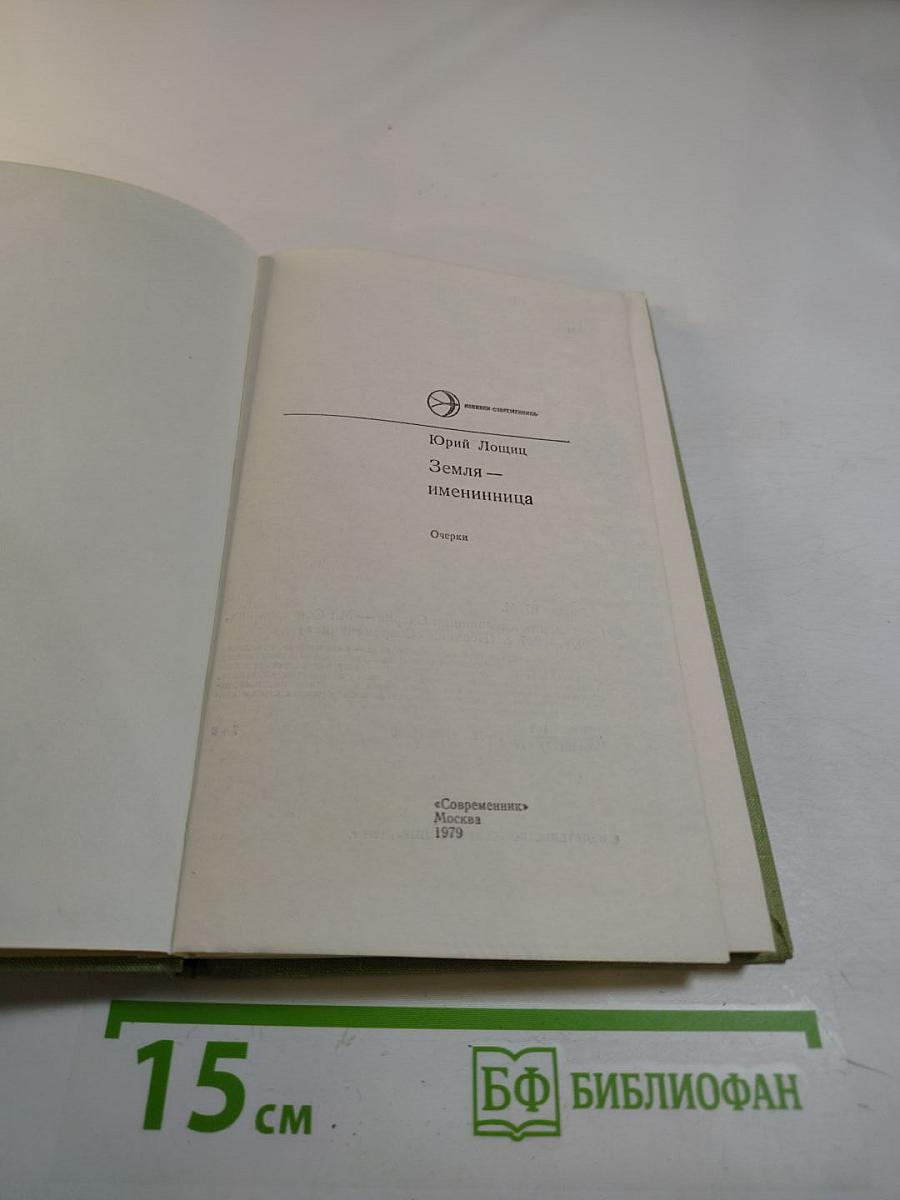 НОВИНКИ «СОВРЕМЕННИКА»
Юрий Лощиц
Земля —
именинница
Очерки
«Современник»
Москва
1979
15 см
БФ БИБЛИОФАН